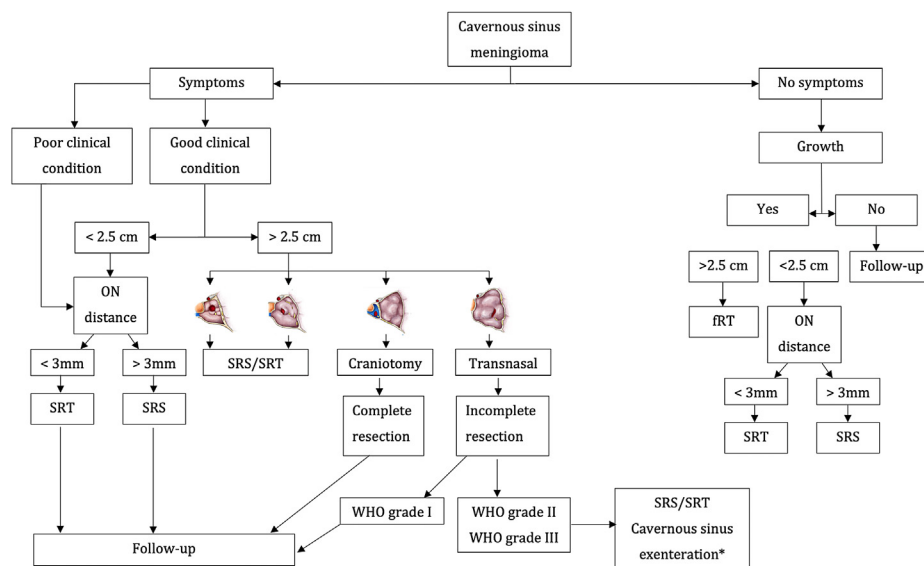 Cavernous sinus
meningioma
Symptoms
No symptoms
Poor clinical
condition
Good clinical
condition
Growth
Yes
No
< 2.5 cm
> 2.5 cm
>2.5 cm
<2.5 cm
Follow-up
ON
distance
fRT
ON
distance
< 3mm
> 3mm
SRS/SRT
Craniotomy
Transnasal
< 3mm
> 3mm
SRT
SRS
Complete
resection
Incomplete
resection
SRT
SRS
WHO grade I
WHO grade II
WHO grade III
SRS/SRT
Cavernous sinus
exenteration*
Follow-up